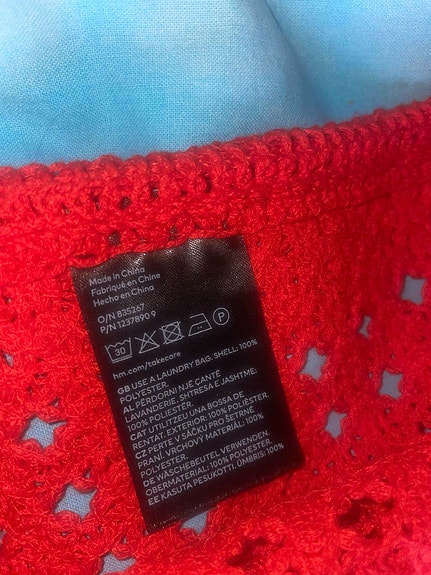 Made in China
Fabriqué en Chine
Hecho en China
O/N 835267
P/N 1237890 9
30 P
hm.com/takecare
GB USE A LAUNDRY BAG. SHELL: 100%
POLYESTER.
AL PËRDORNI NJË ÇANTË
LAVANDERIE. SHTRESA E JASHTME:
100% POLIESTER.
CAT UTILITZEU UNA BOSSA DE
RENTAT. EXTERIOR: 100% POLIÈSTER.
CZ PERTE V SÁČKU PRO ŠETRNÉ
PRANÍ. VRCHOVÝ MATERIÁL: 100%
POLYESTER.
DE WÄSCHEBEUTEL VERWENDEN.
OBERMATERIAL: 100% POLYESTER.
EE KASUTA PESUKOTTI. ÜMBRIS: 100%